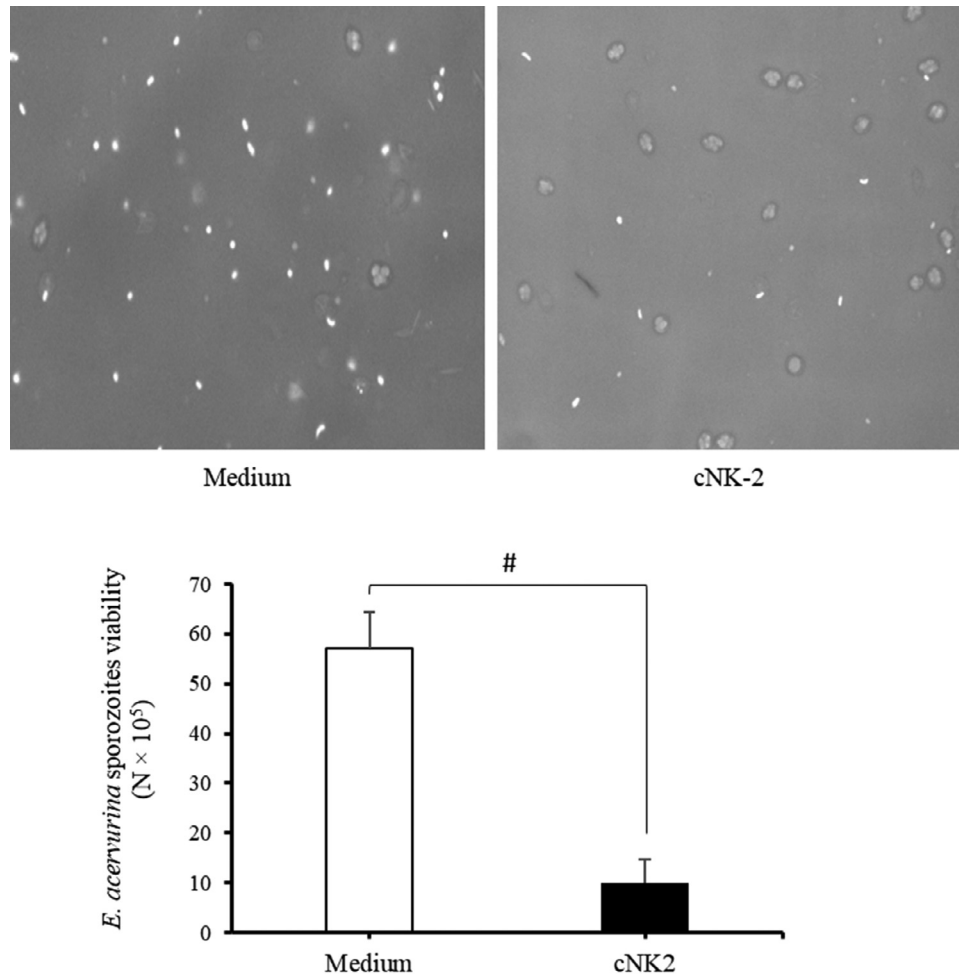 Medium
cNK-2
#
E. acervurina sporozoites viability
(N × 10⁵)
70
60
50
40
30
20
10
0
Medium
cNK2